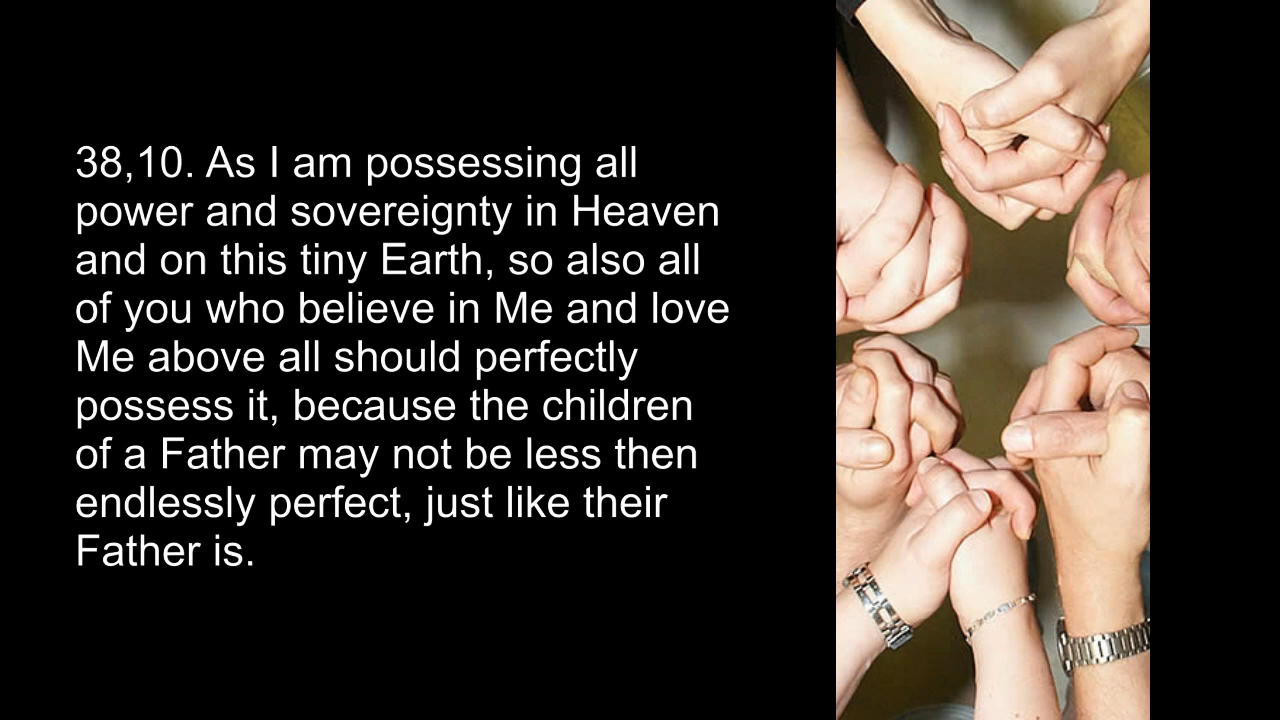 38,10. As I am possessing all
power and sovereignty in Heaven
and on this tiny Earth, so also all
of you who believe in Me and love
Me above all should perfectly
possess it, because the children
of a Father may not be less then
endlessly perfect, just like their
Father is.